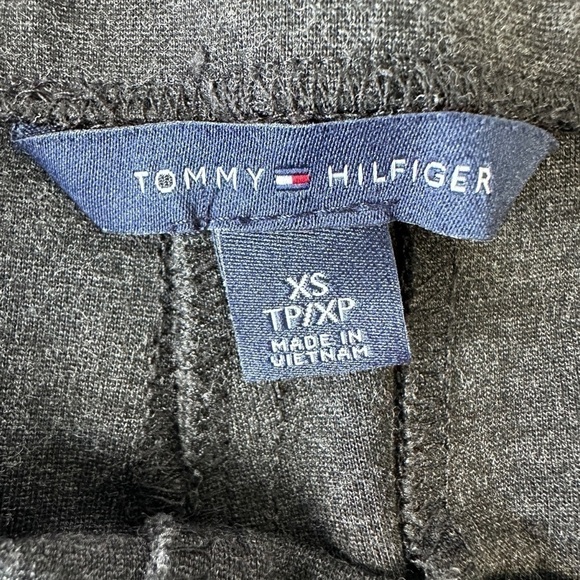 TOMMY HILFIGER
XS
TP/XP
MADE IN
VIETNAM